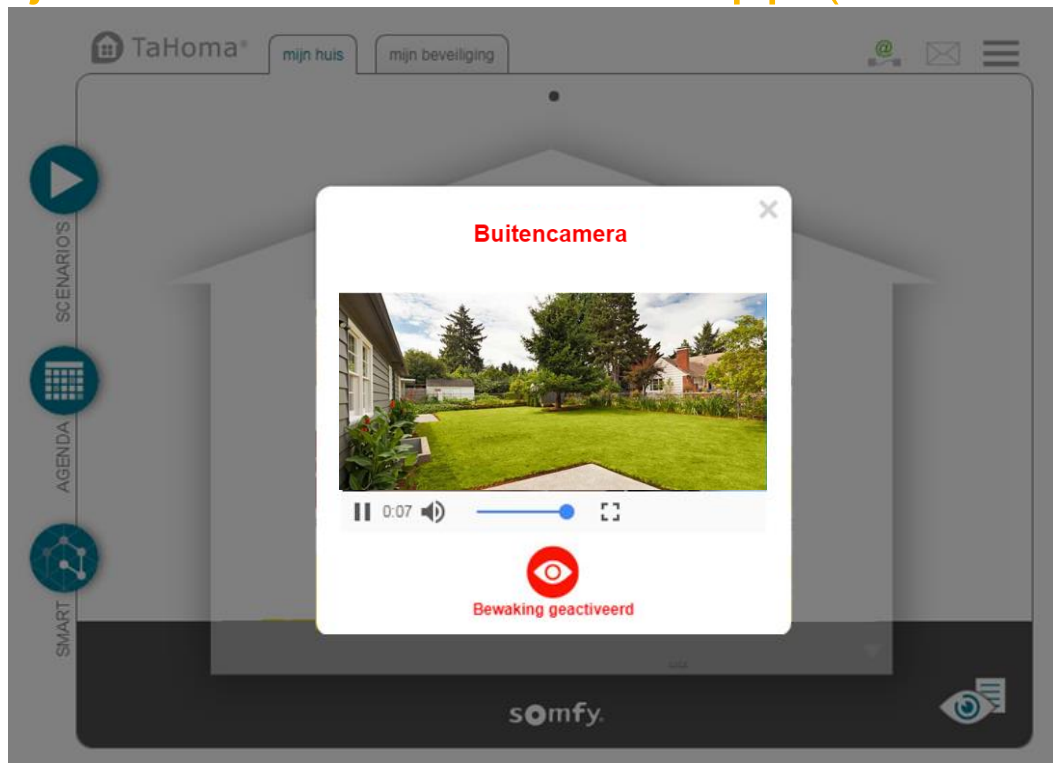 TaHoma®
mijn huis
mijn beveiliging
@
SCENARIO'S
AGENDA
SMART
Buitencamera
0:07
Bewaking geactiveerd
somfy.